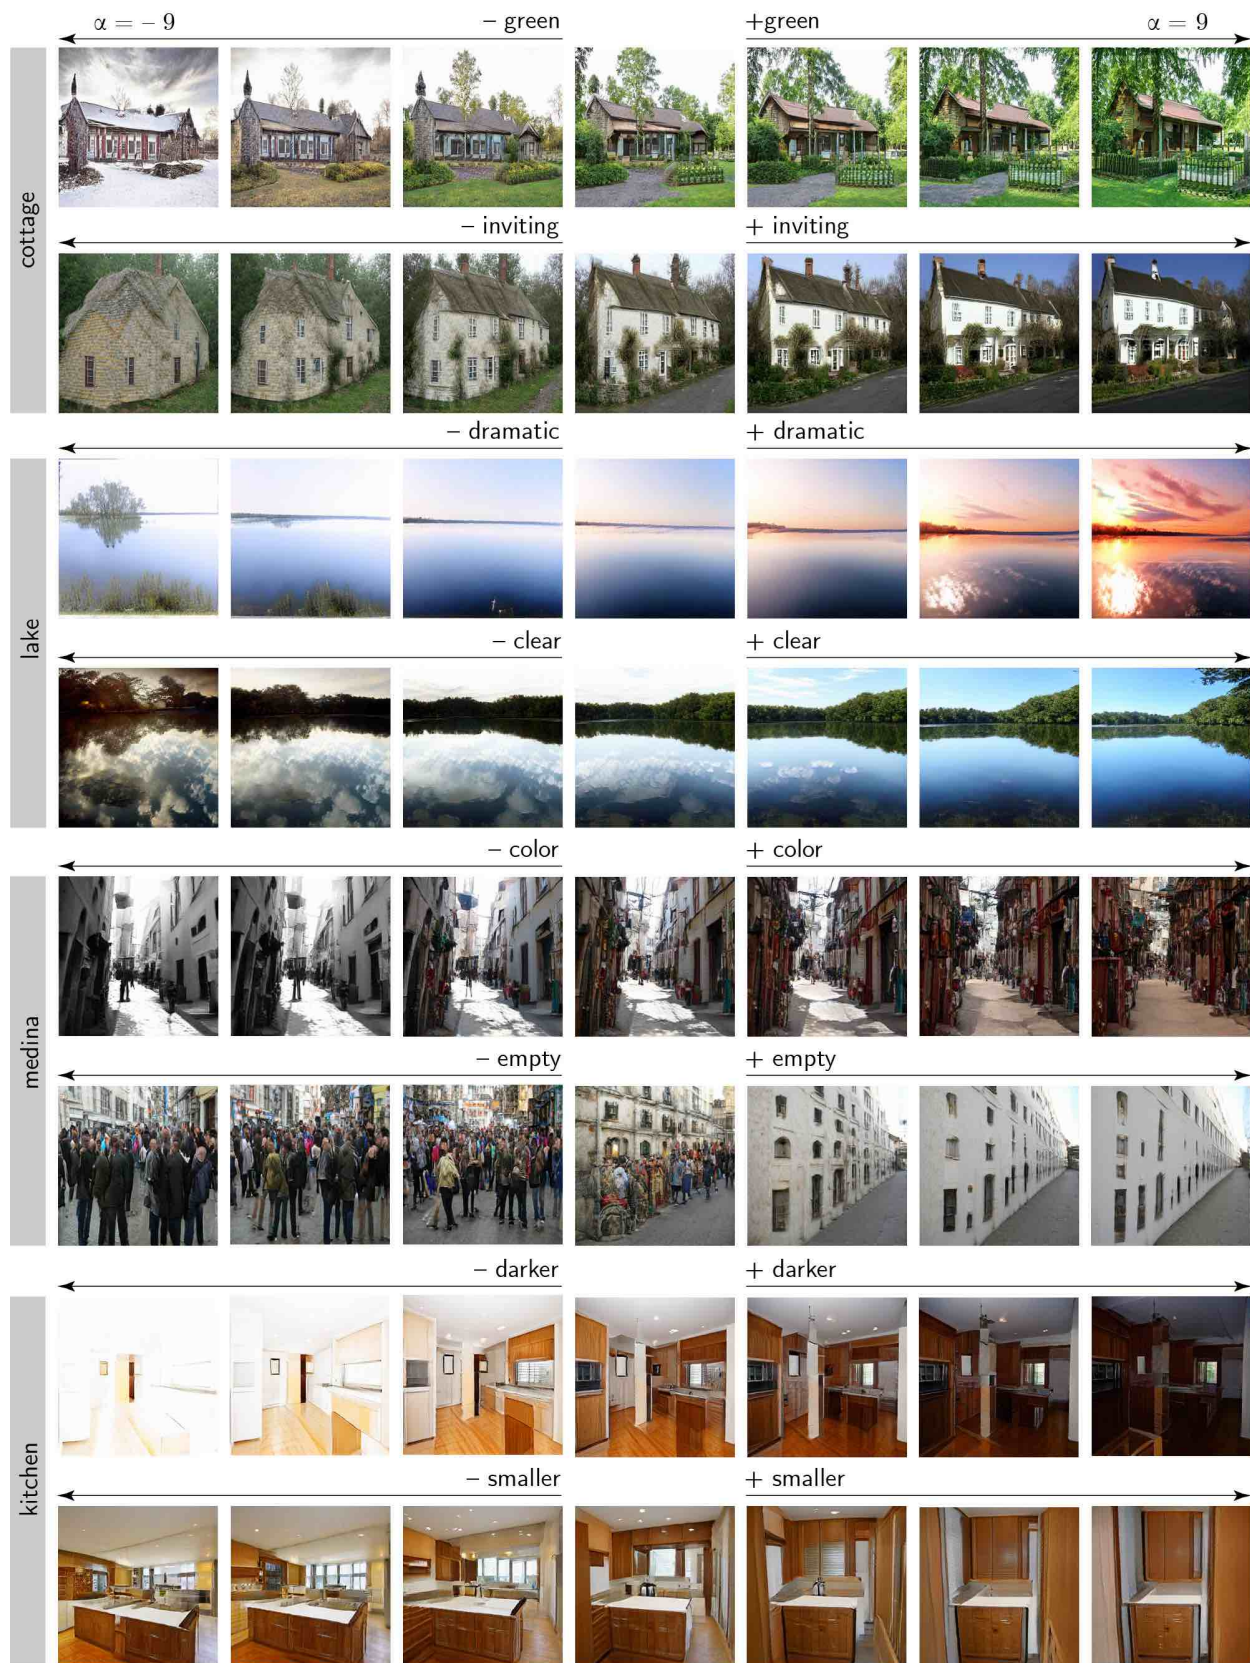 α = − 9
− green
+green
α = 9
cottage
− inviting
+ inviting
− dramatic
+ dramatic
lake
− clear
+ clear
− color
+ color
medina
− empty
+ empty
− darker
+ darker
kitchen
− smaller
+ smaller